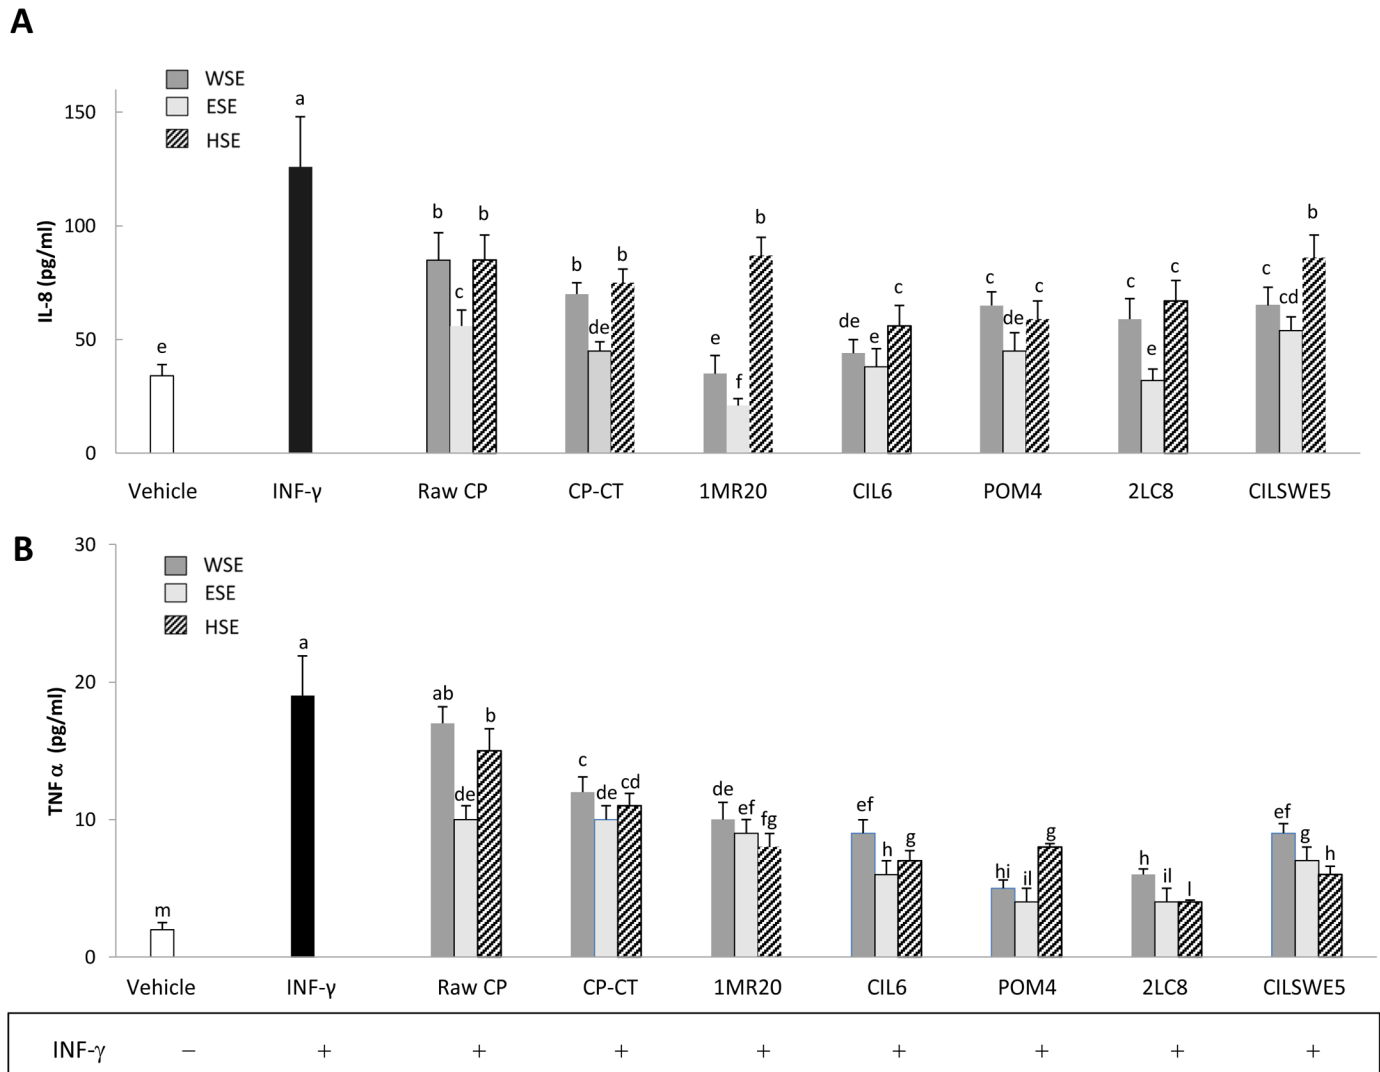 A
WSE
ESE
HSE
IL-8 (pg/ml)
150
100
50
0
e
a
b
c
b
b
de
b
e
f
b
de
e
c
c
de
c
c
e
c
c
cd
b
Vehicle INF-γ Raw CP CP-CT 1MR20 CIL6 POM4 2LC8 CILSWE5
B
WSE
ESE
HSE
TNF α (pg/ml)
30
20
10
0
m
a
ab
de
b
c
de
cd
de
ef
fg
ef
h
g
hi
il
g
h
il
l
ef
g
h
Vehicle INF-γ Raw CP CP-CT 1MR20 CIL6 POM4 2LC8 CILSWE5
INF-γ − + + + + + + + +